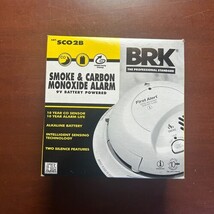 SCO2B
BRK
THE PROFESSIONAL STANDARD
SMOKE & CARBON
MONOXIDE ALARM
9V BATTERY POWERED
10 YEAR CO SENSOR
10 YEAR ALARM LIFE
ALKALINE BATTERY
INTELLIGENT SENSING
TECHNOLOGY
TWO SILENCE FEATURES
First Alert